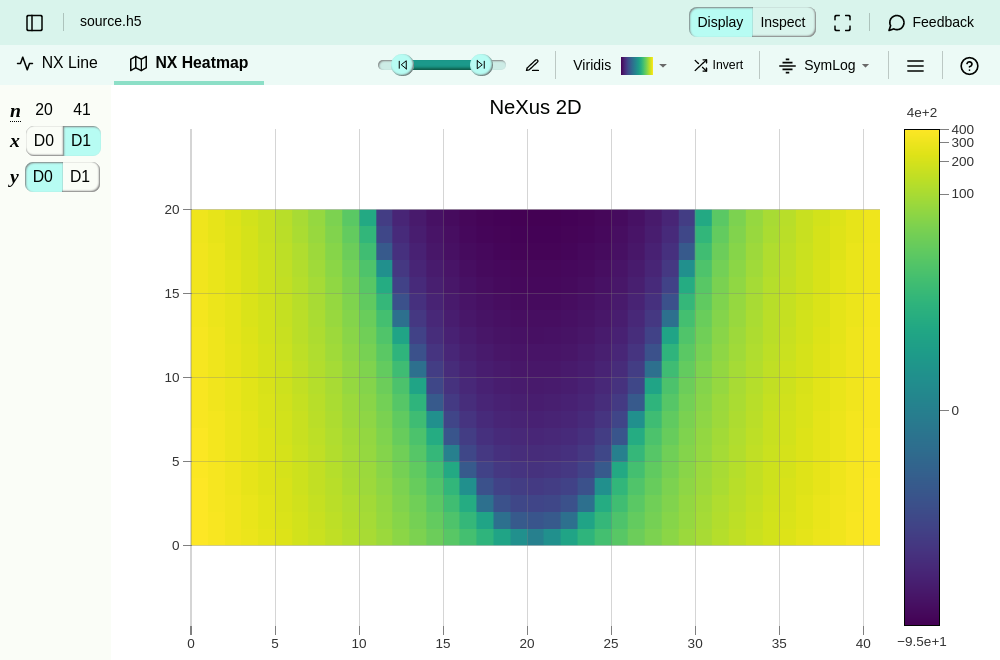 source.h5
Display Inspect Feedback
NX Line NX Heatmap Viridis Invert SymLog
n 20 41
x D0 D1
y D0 D1
NeXus 2D
4e+2
400
300
200
100
0
−9.5e+1
20
15
10
5
0
0 5 10 15 20 25 30 35 40